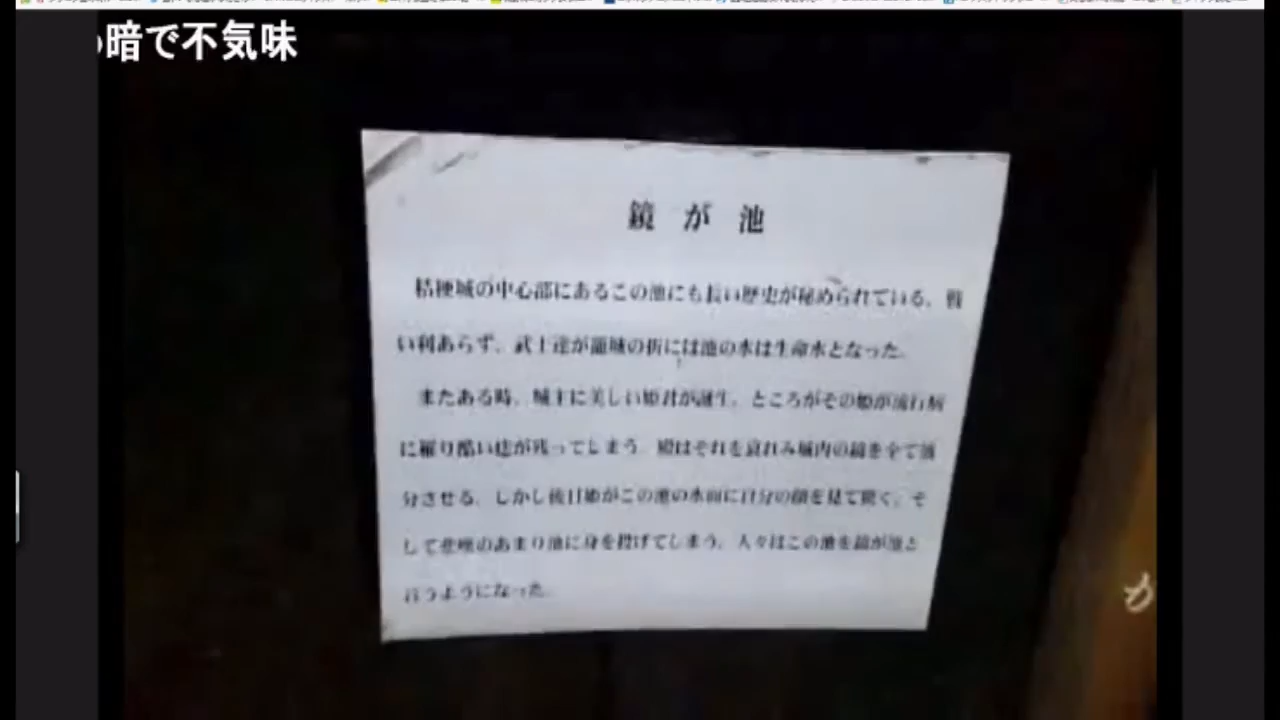 暗で不気味
鏡が池
桔梗城の中心部にあるこの池にも長い歴史が秘められている。戦
い利あらず、武士達が籠城の折には池の水は生命水となった。
またある時、城主に美しい姫君が誕生。ところがその姫が流行病
に罹り酷い痣が残ってしまう。殿はそれを哀れみ城内の鏡を全て処
分させる。しかし後日姫がこの池の水面に自分の顔を見て驚く。そ
して悲嘆のあまり池に身を投げてしまう。人々はこの池を鏡が池と
言うようになった。
か